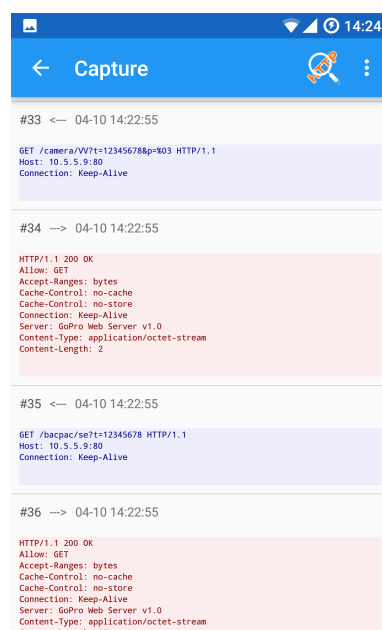 14:24
Capture
HTTP
#33 <--- 04-10 14:22:55
GET /camera/VV?t=12345678&p=%03 HTTP/1.1
Host: 10.5.5.9:80
Connection: Keep-Alive
#34 ---> 04-10 14:22:55
HTTP/1.1 200 OK
Allow: GET
Accept-Ranges: bytes
Cache-Control: no-cache
Cache-Control: no-store
Connection: Keep-Alive
Server: GoPro Web Server v1.0
Content-Type: application/octet-stream
Content-Length: 2
#35 <--- 04-10 14:22:55
GET /bacpac/se?t=12345678 HTTP/1.1
Host: 10.5.5.9:80
Connection: Keep-Alive
#36 ---> 04-10 14:22:55
HTTP/1.1 200 OK
Allow: GET
Accept-Ranges: bytes
Cache-Control: no-cache
Cache-Control: no-store
Connection: Keep-Alive
Server: GoPro Web Server v1.0
Content-Type: application/octet-stream